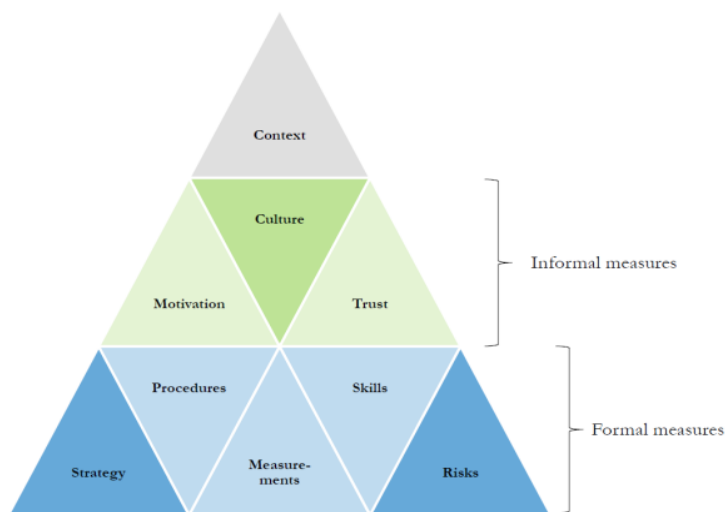 Context
Culture
Motivation
Trust
Informal measures
Procedures
Skills
Formal measures
Strategy
Measure-
ments
Risks